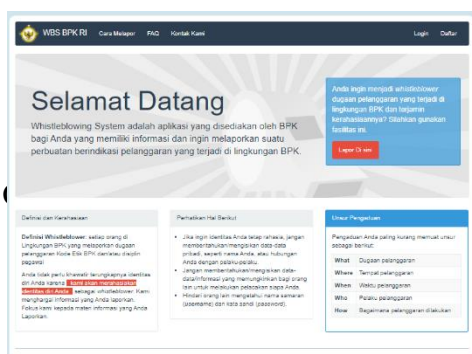 WBS BPK RI Cara Melapor FAQ Kontak Kami Login Daftar
Selamat Datang
Whistleblowing System adalah aplikasi yang disediakan oleh BPK
bagi Anda yang memiliki informasi dan ingin melaporkan suatu
perbuatan berindikasi pelanggaran yang terjadi di lingkungan BPK.
Anda ingin menjadi whistleblower
dugaan pelanggaran yang terjadi di
lingkungan BPK dan terjamin
kerahasiaannya? Silahkan gunakan
fasilitas ini.
Lapor Di sini
Definisi dan Kerahasiaan
Definisi Whistleblower: setiap orang di
Lingkungan BPK yang melaporkan dugaan
pelanggaran Kode Etik BPK dan/atau disiplin
pegawai
Anda tidak perlu khawatir terungkapnya identitas
diri Anda karena kami akan merahasiakan
identitas diri Anda sebagai whistleblower. Kami
menghargai informasi yang Anda laporkan.
Fokus kami kepada materi informasi yang Anda
Laporkan.
Perhatikan Hal Berikut
• Jika ingin identitas Anda tetap rahasia, jangan
memberitahukan/mengisikan data-data
pribadi, seperti nama Anda, atau hubungan
Anda dengan pelaku-pelaku.
• Jangan memberitahukan/mengisikan data-
data/informasi yang memungkinkan bagi orang
lain untuk melakukan pelacakan siapa Anda.
• Hindari orang lain mengetahui nama samaran
(username) dan kata sandi (password).
Unsur Pengaduan
Pengaduan Anda paling kurang memuat unsur
sebagai berikut:
What Dugaan pelanggaran
Where Tempat pelanggaran
When Waktu pelanggaran
Who Pelaku pelanggaran
How Bagaimana pelanggaran dilakukan